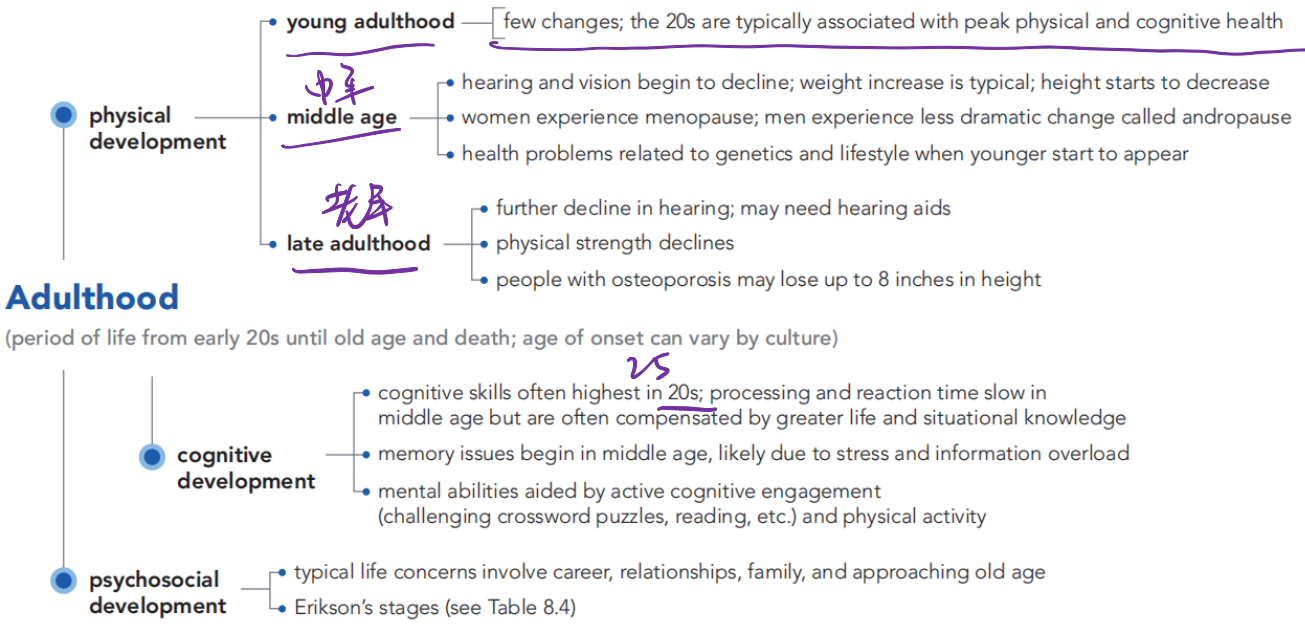 young adulthood
few changes; the 20s are typically associated with peak physical and cognitive health
中年
physical
development
middle age
hearing and vision begin to decline; weight increase is typical; height starts to decrease
women experience menopause; men experience less dramatic change called andropause
health problems related to genetics and lifestyle when younger start to appear
老年
late adulthood
further decline in hearing; may need hearing aids
physical strength declines
people with osteoporosis may lose up to 8 inches in height
Adulthood
(period of life from early 20s until old age and death; age of onset can vary by culture)
25
cognitive
development
cognitive skills often highest in 20s; processing and reaction time slow in
middle age but are often compensated by greater life and situational knowledge
memory issues begin in middle age, likely due to stress and information overload
mental abilities aided by active cognitive engagement
(challenging crossword puzzles, reading, etc.) and physical activity
psychosocial
development
typical life concerns involve career, relationships, family, and approaching old age
Erikson's stages (see Table 8.4)